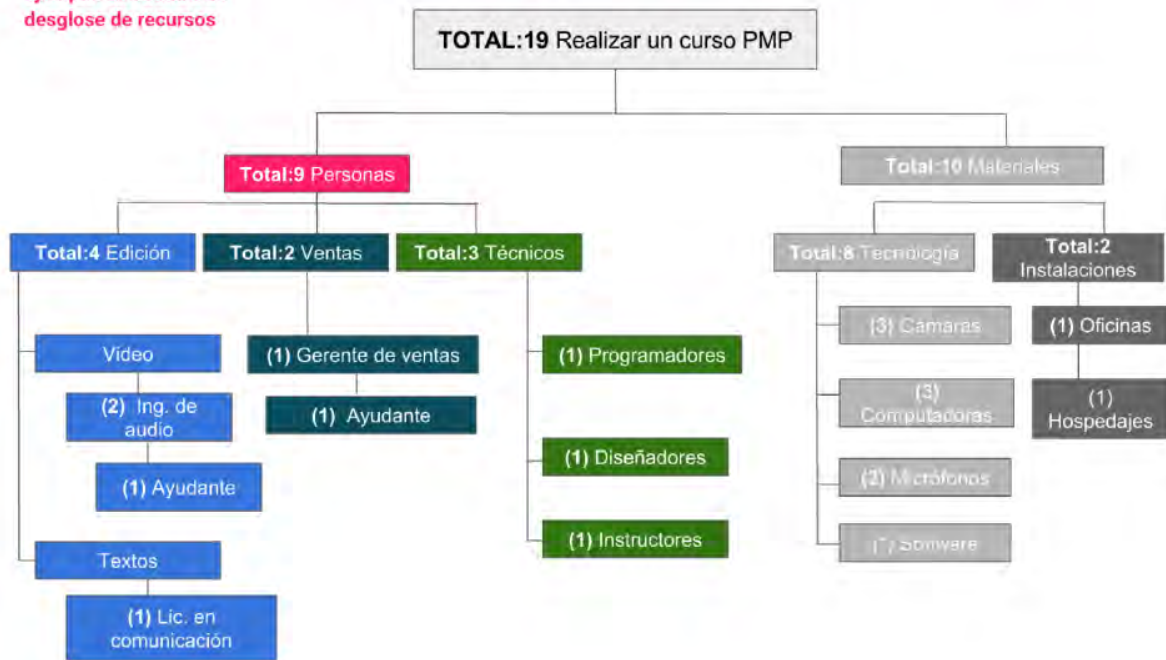 desglose de recursos
TOTAL:19 Realizar un curso PMP
Total:9 Personas
Total:10 Materiales
Total:4 Edición
Total:2 Ventas
Total:3 Técnicos
Total:8 Tecnología
Total:2
Instalaciones
Video
(2) Ing. de
audio
(1) Ayudante
Textos
(1) Lic. en
comunicación
(1) Gerente de ventas
(1) Ayudante
(1) Programadores
(1) Diseñadores
(1) Instructores
(3) Cámaras
(3)
Computadoras
(2) Micrófonos
Software
(1) Oficinas
(1)
Hospedajes